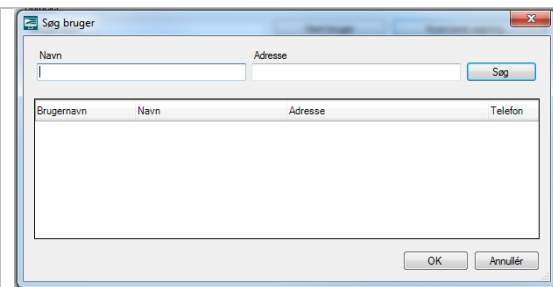 Søg bruger
Navn
Adresse
Søg
Brugernavn Navn Adresse Telefon
OK Annullér